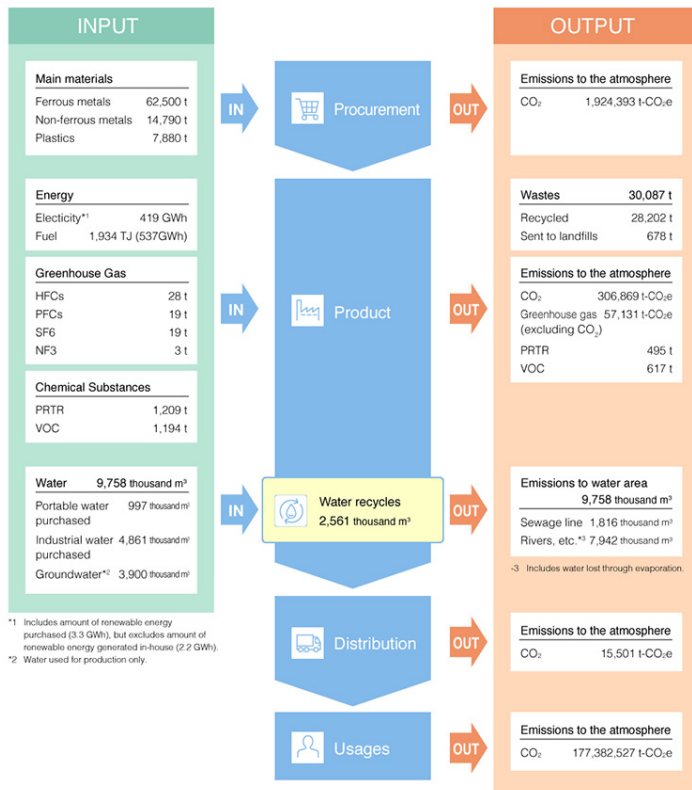 INPUT
OUTPUT
Main materials
Ferrous metals 62,500 t
Non-ferrous metals 14,790 t
Plastics 7,880 t
IN
Procurement
OUT
Emissions to the atmosphere
CO₂ 1,924,393 t-CO₂e
Energy
Electicity*1 419 GWh
Fuel 1,934 TJ (537GWh)
Greenhouse Gas
HFCs 28 t
PFCs 19 t
SF6 19 t
NF3 3 t
Chemical Substances
PRTR 1,209 t
VOC 1,194 t
IN
Product
OUT
Wastes 30,087 t
Recycled 28,202 t
Sent to landfills 678 t
Emissions to the atmosphere
CO₂ 306,869 t-CO₂e
Greenhouse gas 57,131 t-CO₂e
(excluding CO₂)
PRTR 495 t
VOC 617 t
Water 9,758 thousand m³
Portable water 997 thousand m³
purchased
Industrial water 4,861 thousand m³
purchased
Groundwater*2 3,900 thousand m³
IN
Water recycles
2,561 thousand m³
OUT
Emissions to water area
9,758 thousand m³
Sewage line 1,816 thousand m³
Rivers, etc.*3 7,942 thousand m³
-3 Includes water lost through evaporation.
*1 Includes amount of renewable energy
purchased (3.3 GWh), but excludes amount of
renewable energy generated in-house (2.2 GWh).
*2 Water used for production only.
Distribution
OUT
Emissions to the atmosphere
CO₂ 15,501 t-CO₂e
Usages
OUT
Emissions to the atmosphere
CO₂ 177,382,527 t-CO₂e